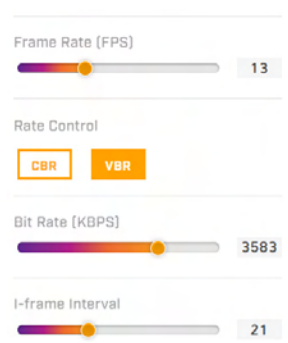 Frame Rate (FPS)
13
Rate Control
CBR VBR
Bit Rate (KBPS)
3583
I-frame Interval
21